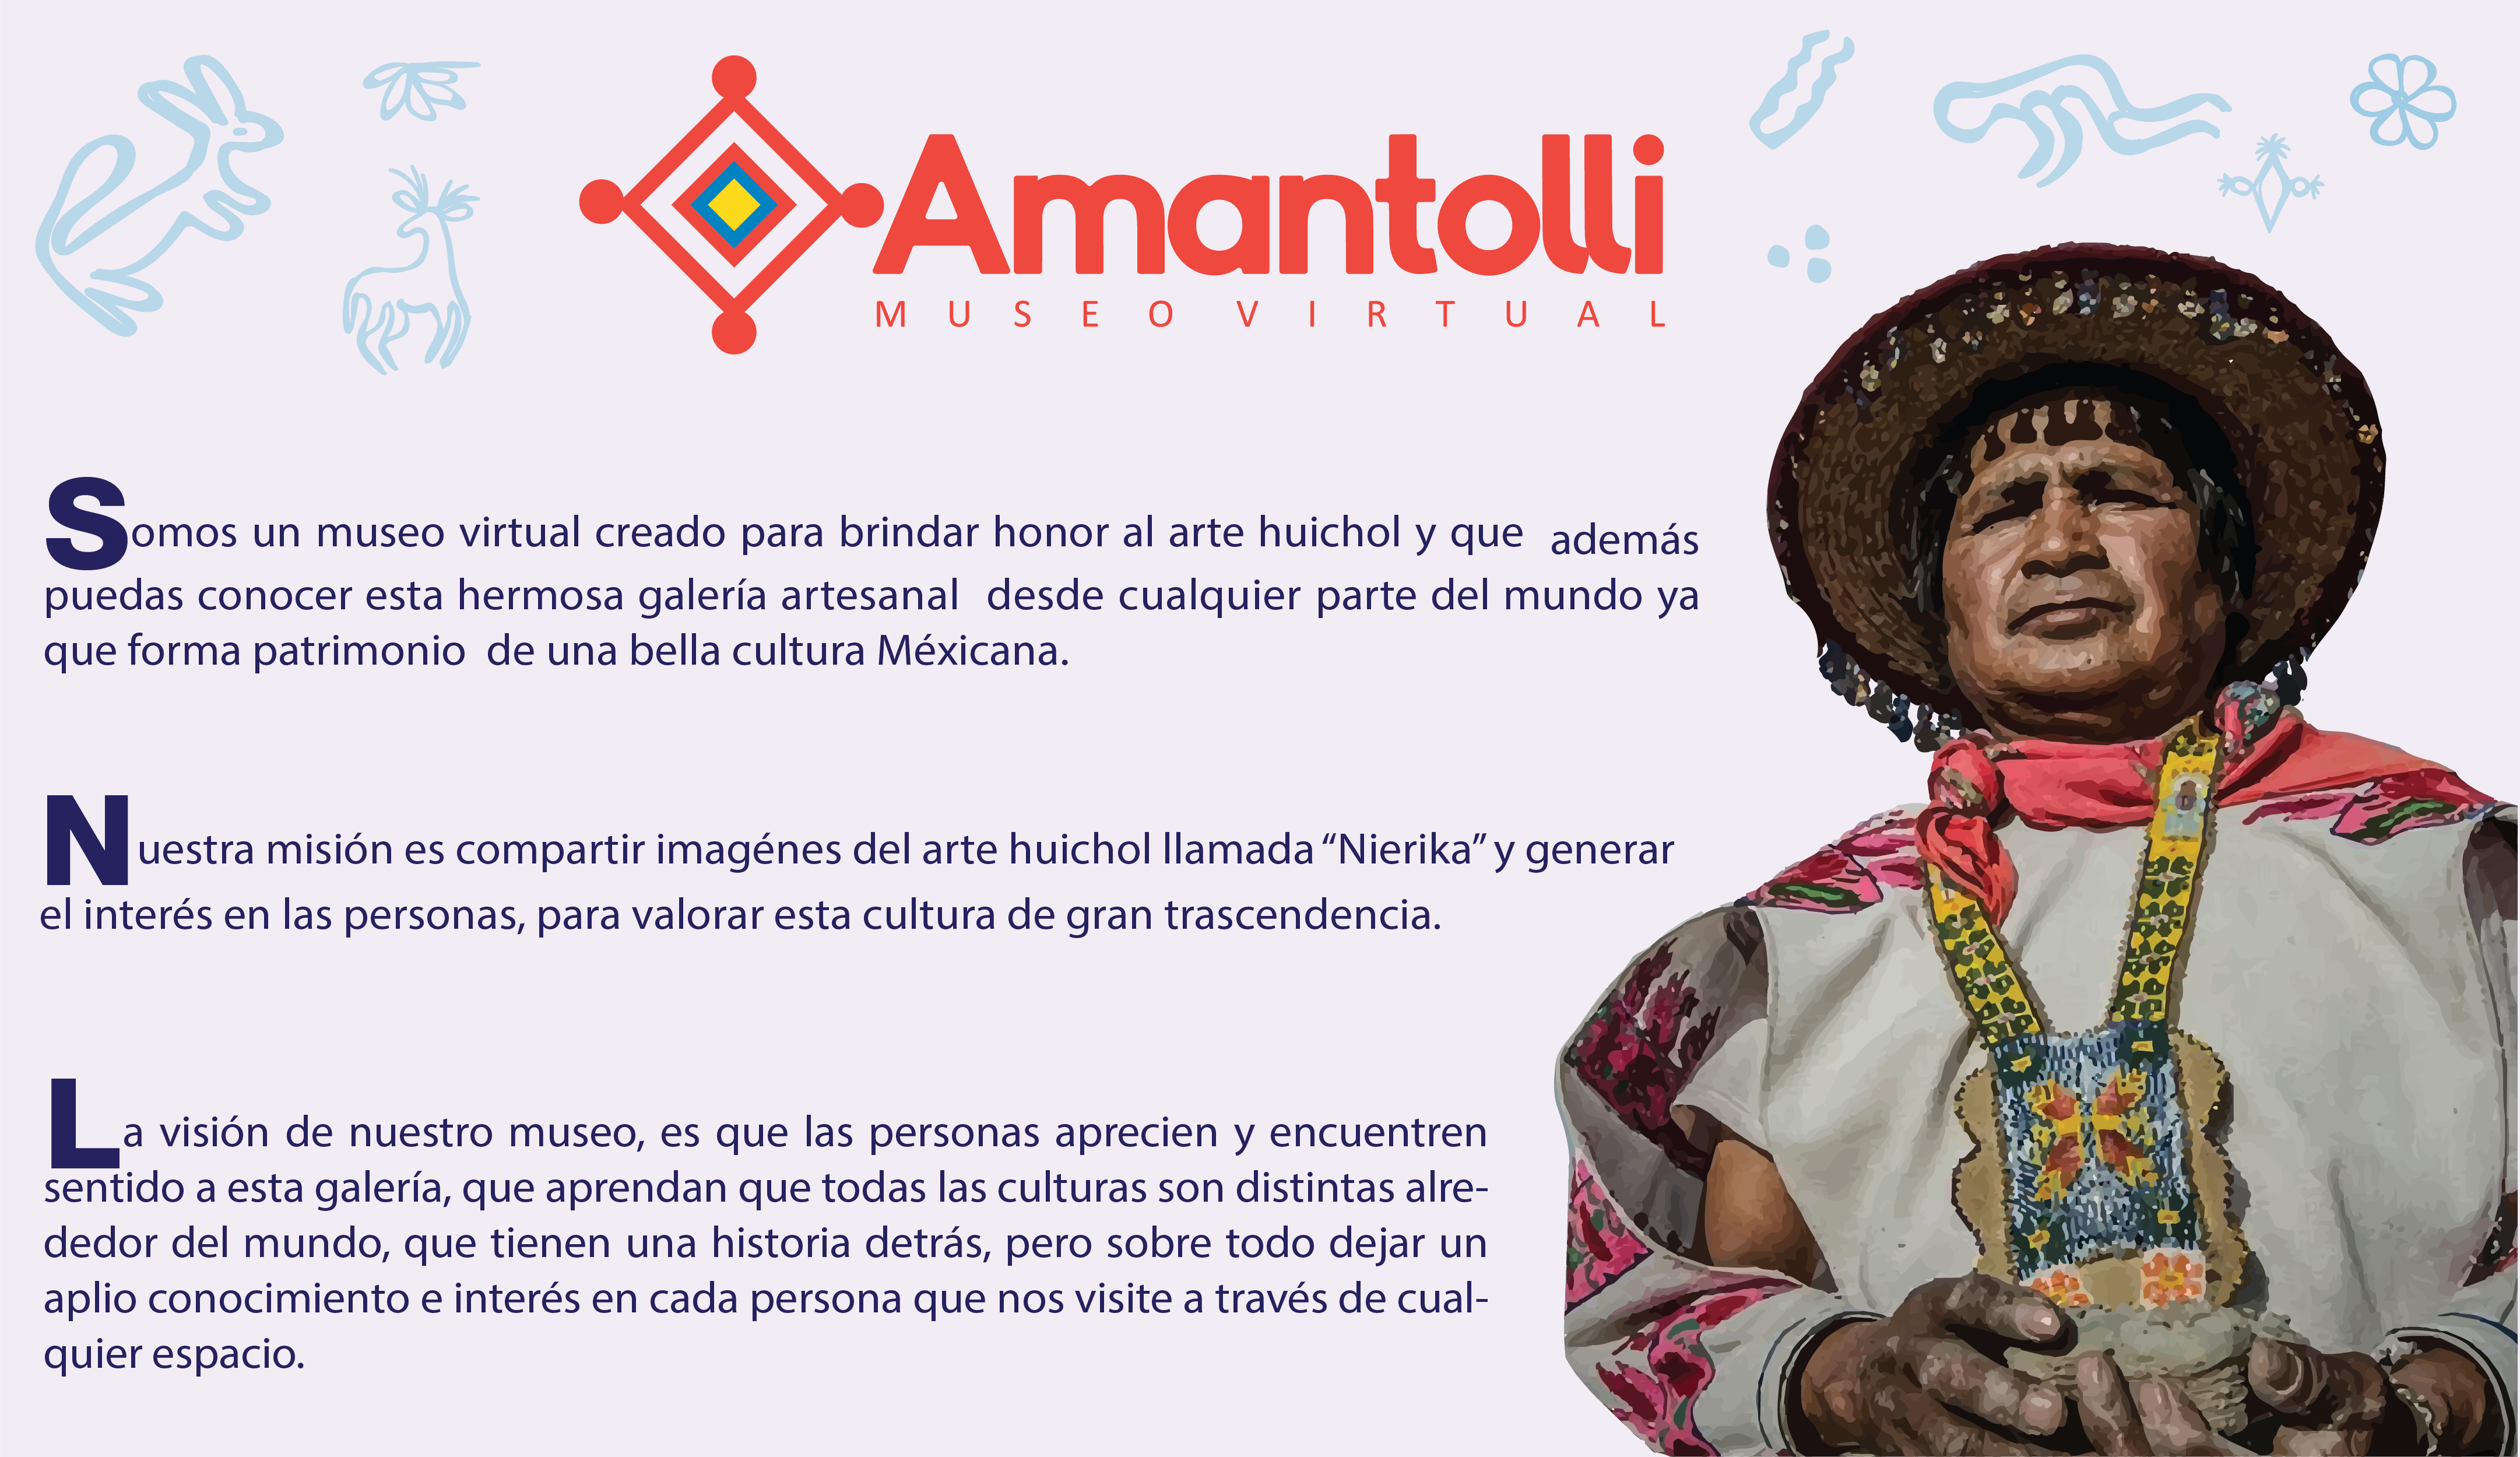 Amantolli
MUSEO VIRTUAL
Somos un museo virtual creado para brindar honor al arte huichol y que además
puedas conocer esta hermosa galería artesanal desde cualquier parte del mundo ya
que forma patrimonio de una bella cultura Méxicana.
Nuestra misión es compartir imagénes del arte huichol llamada “Nierika” y generar
el interés en las personas, para valorar esta cultura de gran trascendencia.
La visión de nuestro museo, es que las personas aprecien y encuentren
sentido a esta galería, que aprendan que todas las culturas son distintas alre-
dedor del mundo, que tienen una historia detrás, pero sobre todo dejar un
aplio conocimiento e interés en cada persona que nos visite a través de cual-
quier espacio.